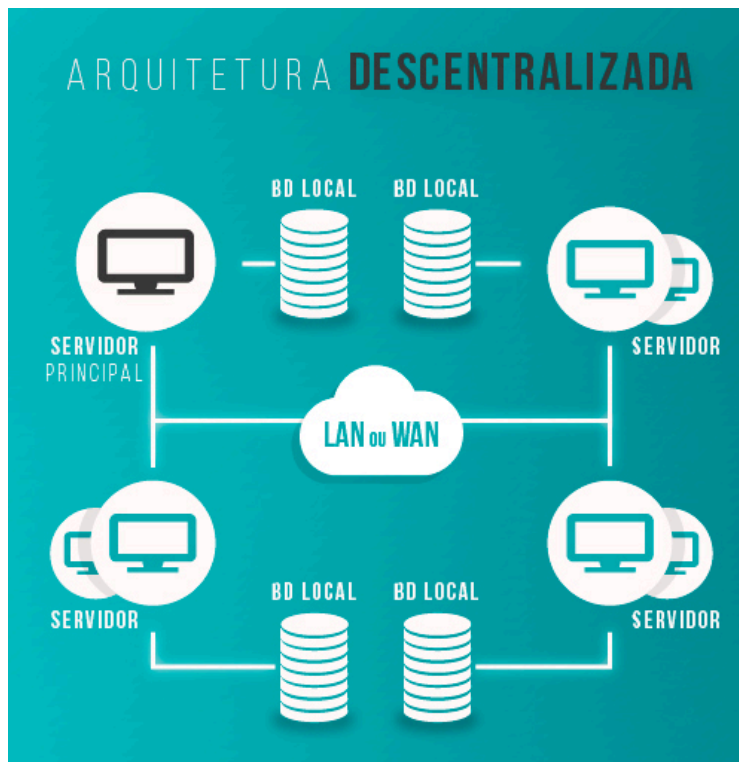 ARQUITETURA DESCENTRALIZADA
BD LOCAL
BD LOCAL
SERVIDOR
PRINCIPAL
SERVIDOR
LAN ou WAN
SERVIDOR
BD LOCAL
BD LOCAL
SERVIDOR